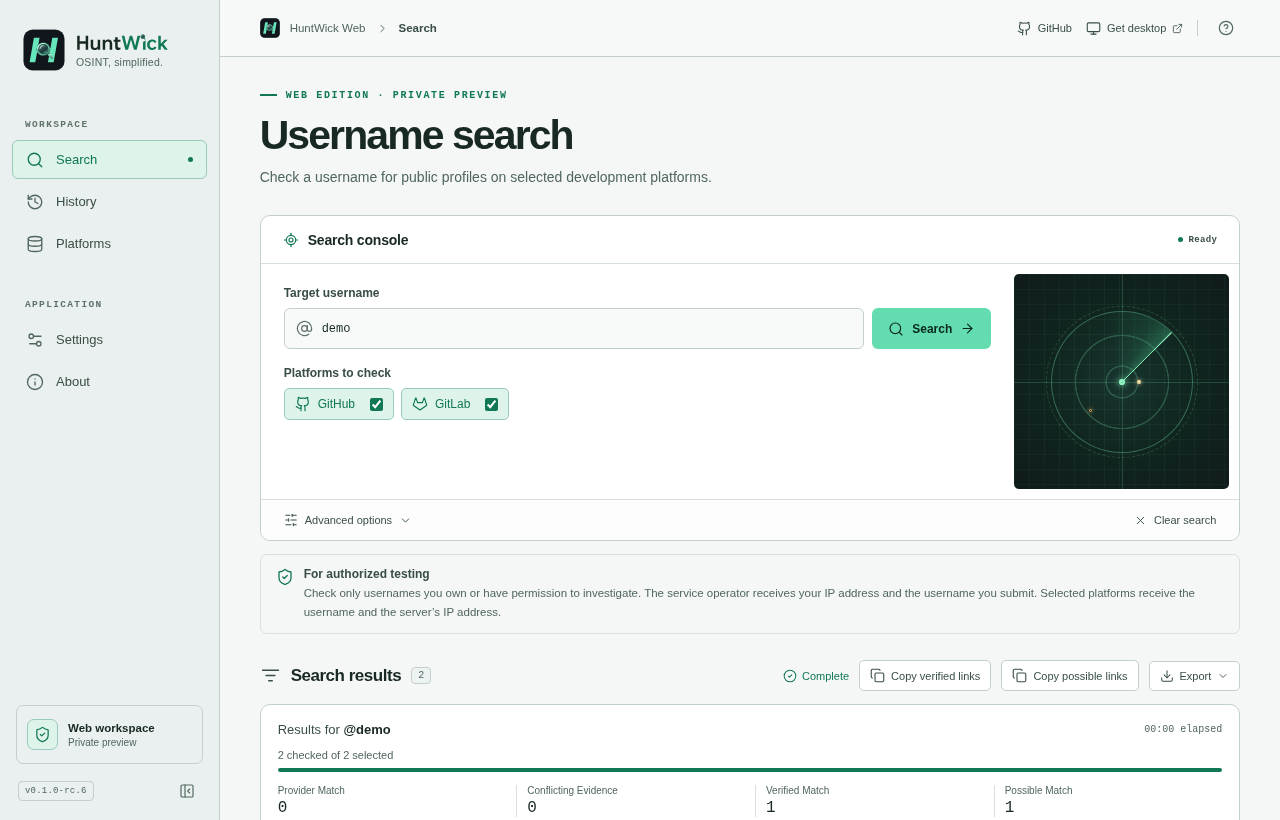 HuntWick
OSINT, simplified.
WORKSPACE
Search
History
Platforms
APPLICATION
Settings
About
Web workspace
Private preview
v0.1.0-rc.6
HuntWick Web
Search
GitHub
Get desktop
WEB EDITION · PRIVATE PREVIEW
Username search
Check a username for public profiles on selected development platforms.
Search console
Ready
Target username
demo
Search
Platforms to check
GitHub
GitLab
Advanced options
Clear search
For authorized testing
Check only usernames you own or have permission to investigate. The service operator receives your IP address and the username you submit. Selected platforms receive the
username and the server’s IP address.
Search results 2
Complete
Copy verified links
Copy possible links
Export
Results for @demo
00:00 elapsed
2 checked of 2 selected
Provider Match
0
Conflicting Evidence
0
Verified Match
1
Possible Match
1